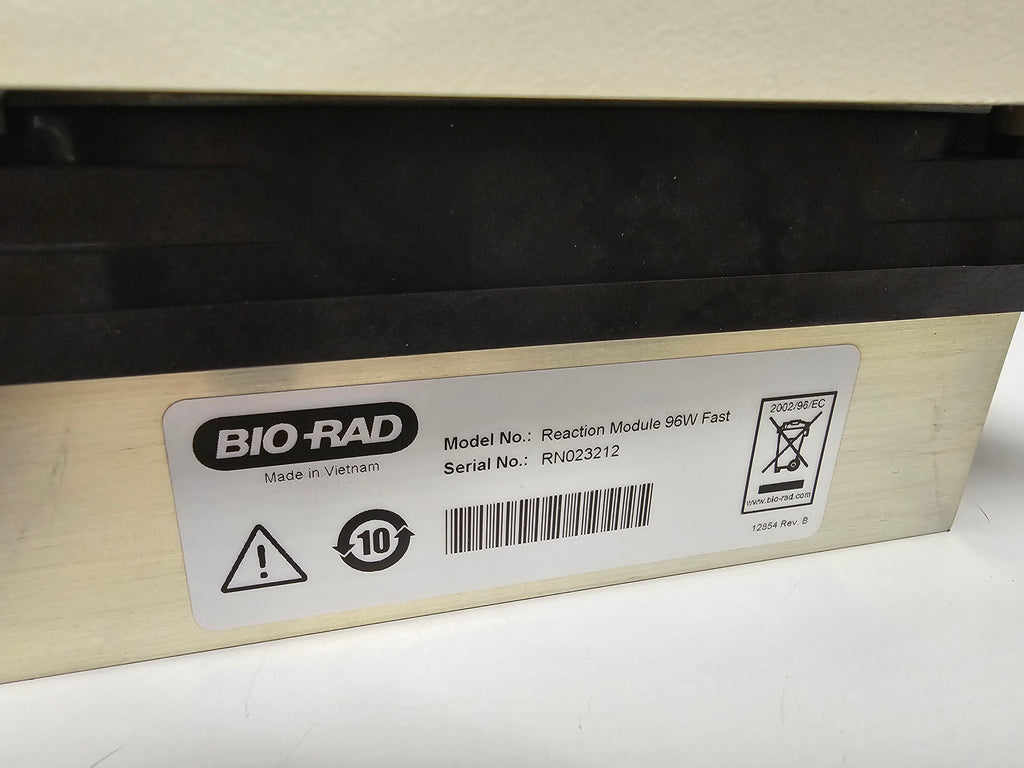 BIO-RAD
Made in Vietnam
Model No.: Reaction Module 96W Fast
Serial No.: RN023212
10
2002/96/EC
www.bio-rad.com
12854 Rev. B